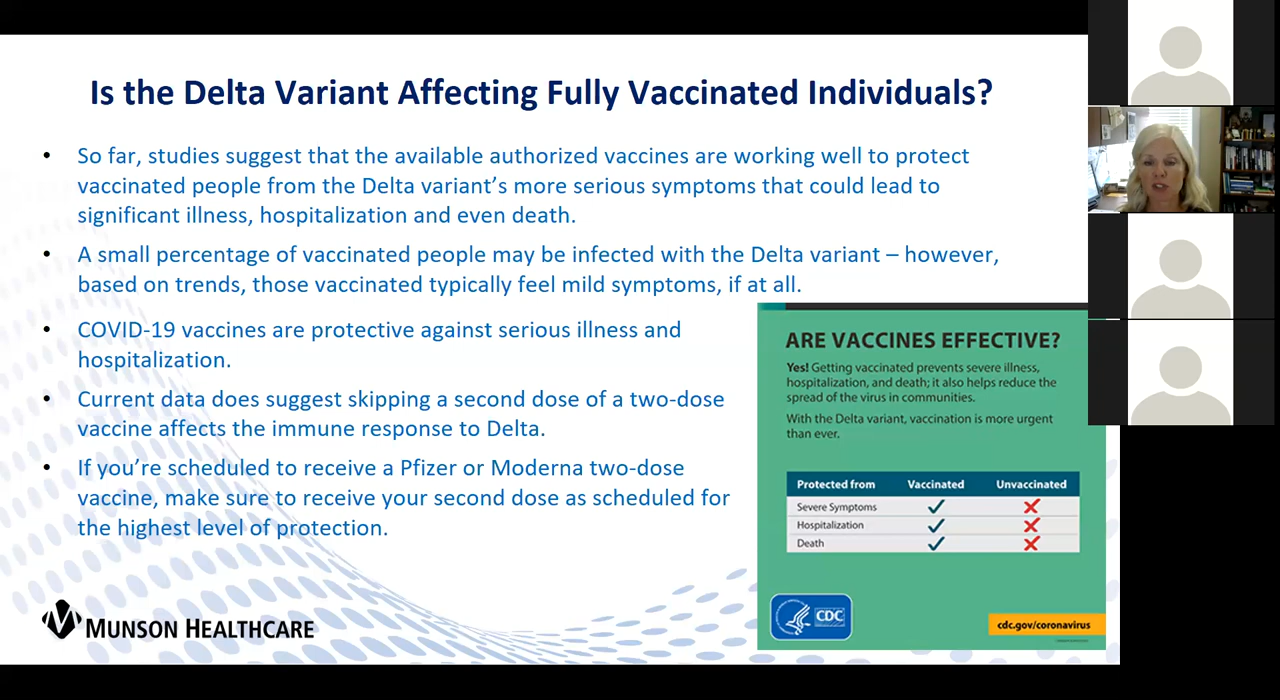 Is the Delta Variant Affecting Fully Vaccinated Individuals?
• So far, studies suggest that the available authorized vaccines are working well to protect
vaccinated people from the Delta variant’s more serious symptoms that could lead to
significant illness, hospitalization and even death.
• A small percentage of vaccinated people may be infected with the Delta variant – however,
based on trends, those vaccinated typically feel mild symptoms, if at all.
• COVID-19 vaccines are protective against serious illness and
hospitalization.
• Current data does suggest skipping a second dose of a two-dose
vaccine affects the immune response to Delta.
• If you’re scheduled to receive a Pfizer or Moderna two-dose
vaccine, make sure to receive your second dose as scheduled for
the highest level of protection.
ARE VACCINES EFFECTIVE?
Yes! Getting vaccinated prevents severe illness,
hospitalization, and death; it also helps reduce the
spread of the virus in communities.
With the Delta variant, vaccination is more urgent
than ever.
Protected from Vaccinated Unvaccinated
Severe Symptoms ✓ ✗
Hospitalization ✓ ✗
Death ✓ ✗
CDC
cdc.gov/coronavirus
MUNSON HEALTHCARE